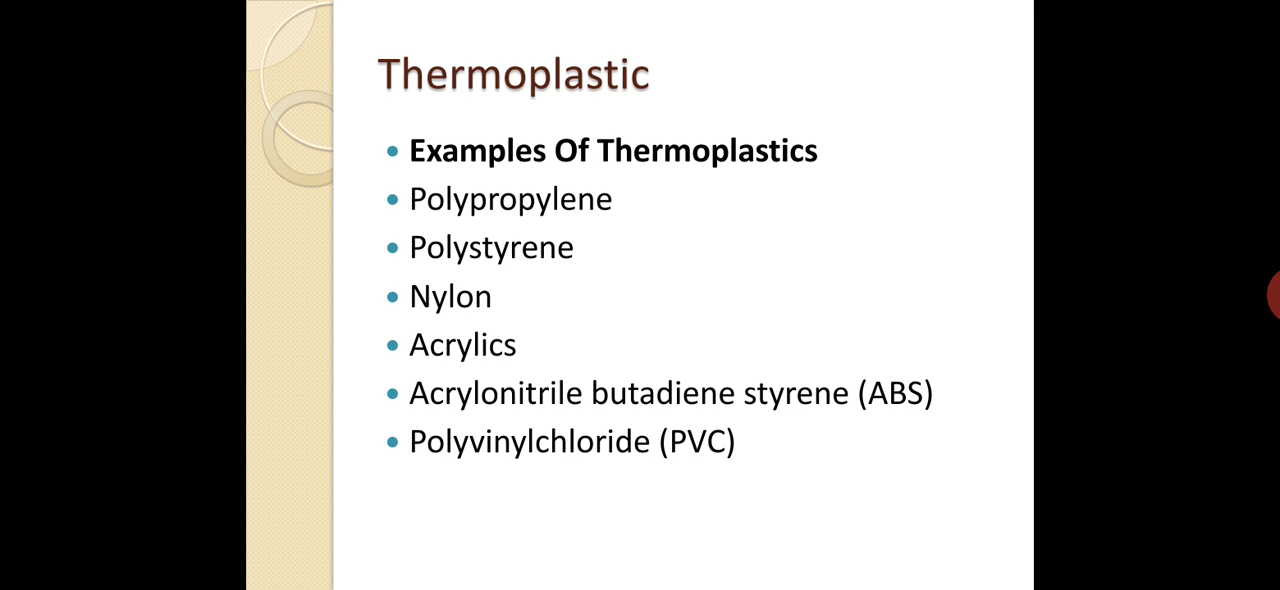 Thermoplastic
Examples Of Thermoplastics
Polypropylene
Polystyrene
Nylon
Acrylics
Acrylonitrile butadiene styrene (ABS)
Polyvinylchloride (PVC)